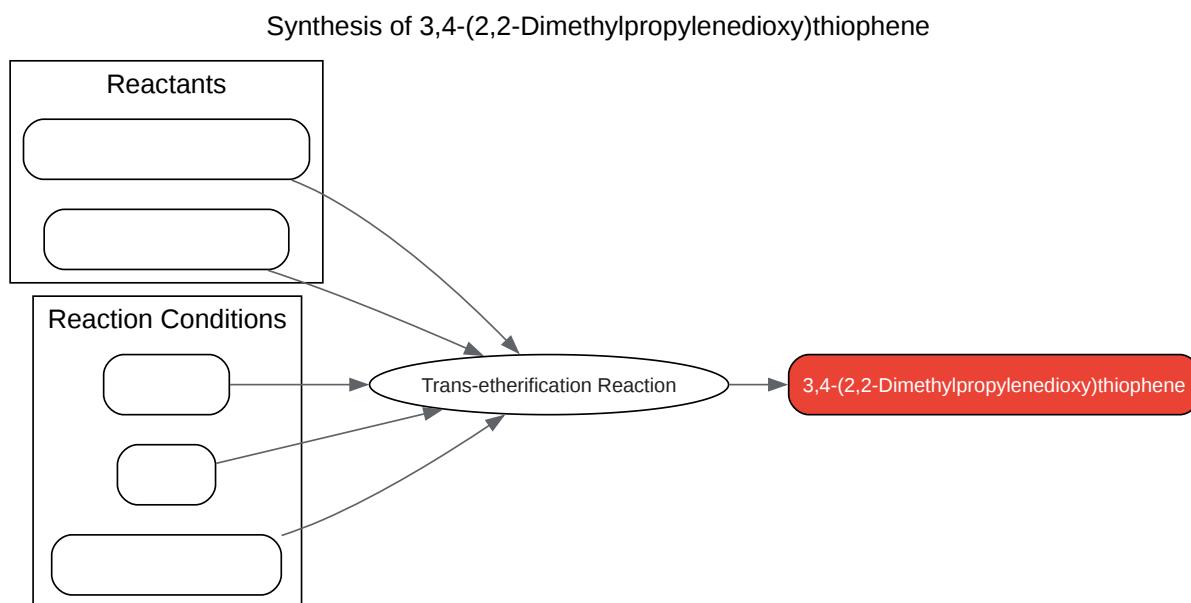 Synthesis of 3,4-(2,2-Dimethylpropylenedioxy)thiophene
Reactants
Reaction Conditions
Trans-etherification Reaction
3,4-(2,2-Dimethylpropylenedioxy)thiophene